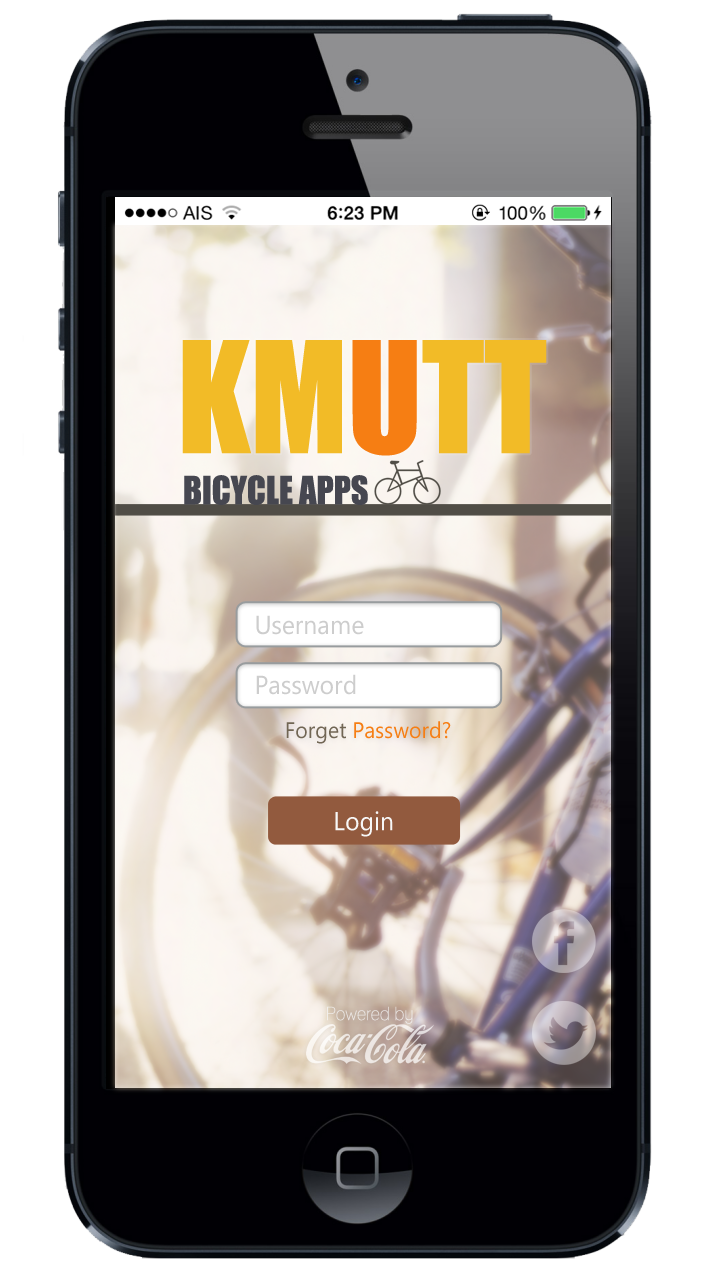 AIS 6:23 PM 100%
KMUTT
BICYCLE APPS
Username
Password
Forget Password?
Login
f
Powered by
Coca-Cola